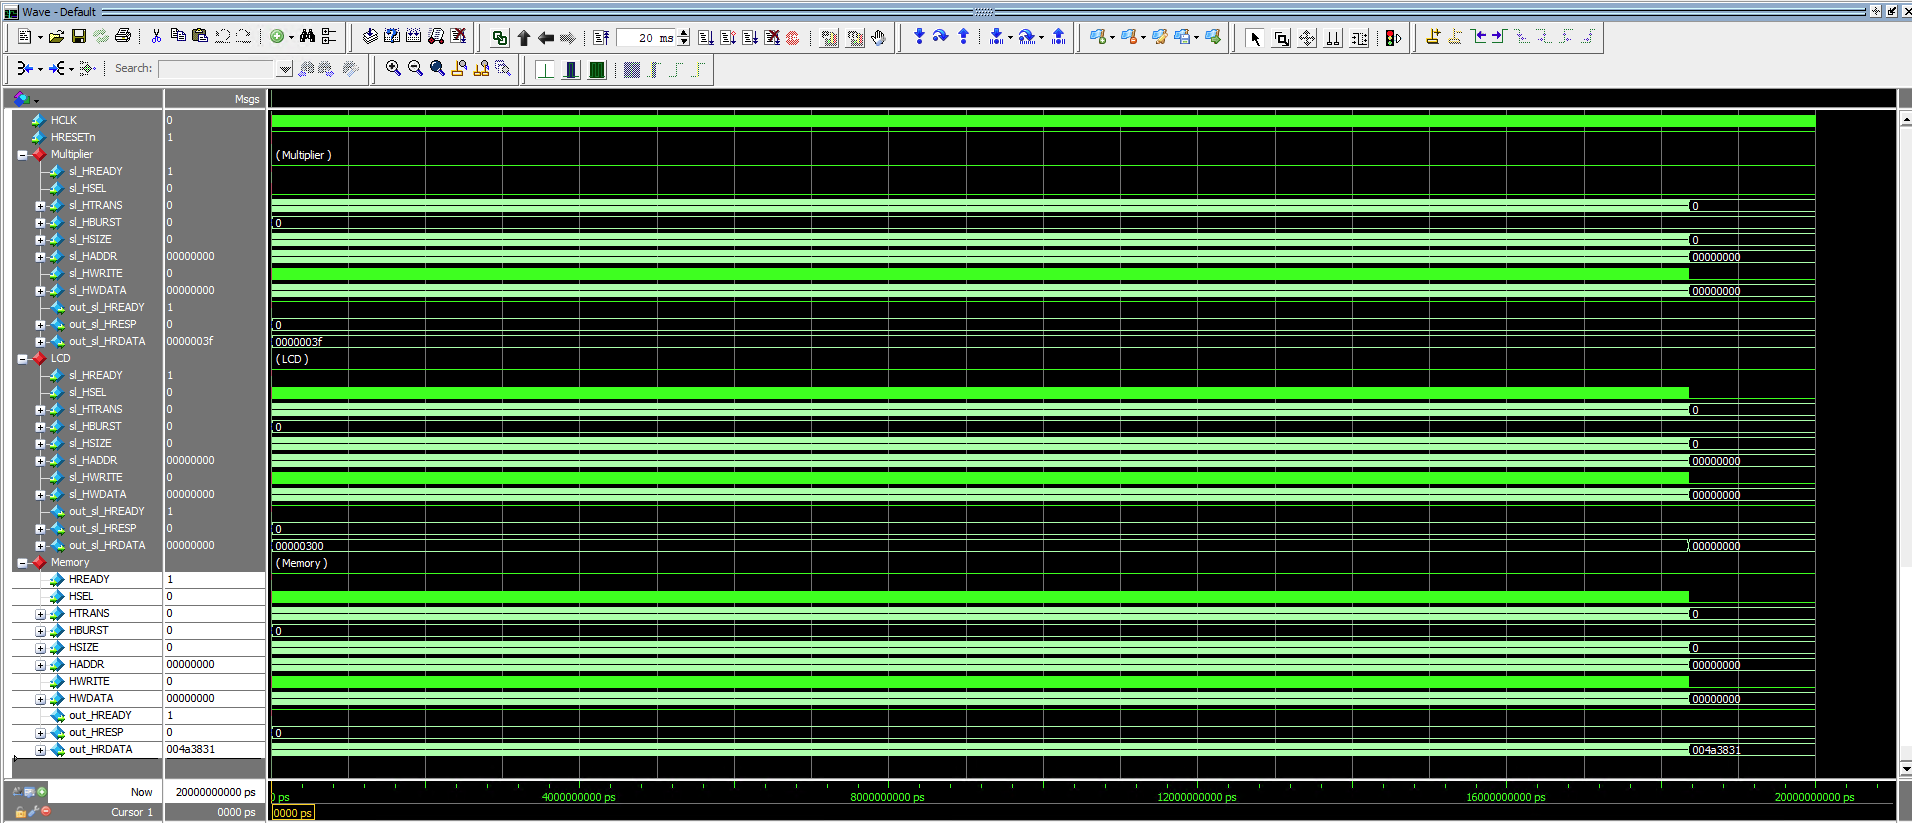 Wave - Default
20 ms
Search:
Msgs
HCLK 0
HRESETn 1
Multiplier (Multiplier)
sl_HREADY 1
sl_HSEL 0
sl_HTRANS 0 0
sl_HBURST 0 0
sl_HSIZE 0 0
sl_HADDR 00000000 00000000
sl_HWRITE 0
sl_HWDATA 00000000 00000000
out_sl_HREADY 1
out_sl_HRESP 0 0
out_sl_HRDATA 0000003f 0000003f
LCD (LCD)
sl_HREADY 1
sl_HSEL 0
sl_HTRANS 0 0
sl_HBURST 0 0
sl_HSIZE 0 0
sl_HADDR 00000000 00000000
sl_HWRITE 0
sl_HWDATA 00000000 00000000
out_sl_HREADY 1
out_sl_HRESP 0 0
out_sl_HRDATA 00000000 00000300 00000000
Memory (Memory)
HREADY 1
HSEL 0
HTRANS 0 0
HBURST 0 0
HSIZE 0 0
HADDR 00000000 00000000
HWRITE 0
HWDATA 00000000 00000000
out_HREADY 1
out_HRESP 0 0
out_HRDATA 004a3831 004a3831
Now 20000000000 ps 0 ps 4000000000 ps 8000000000 ps 12000000000 ps 16000000000 ps 20000000000 ps
Cursor 1 0000 ps 0000 ps